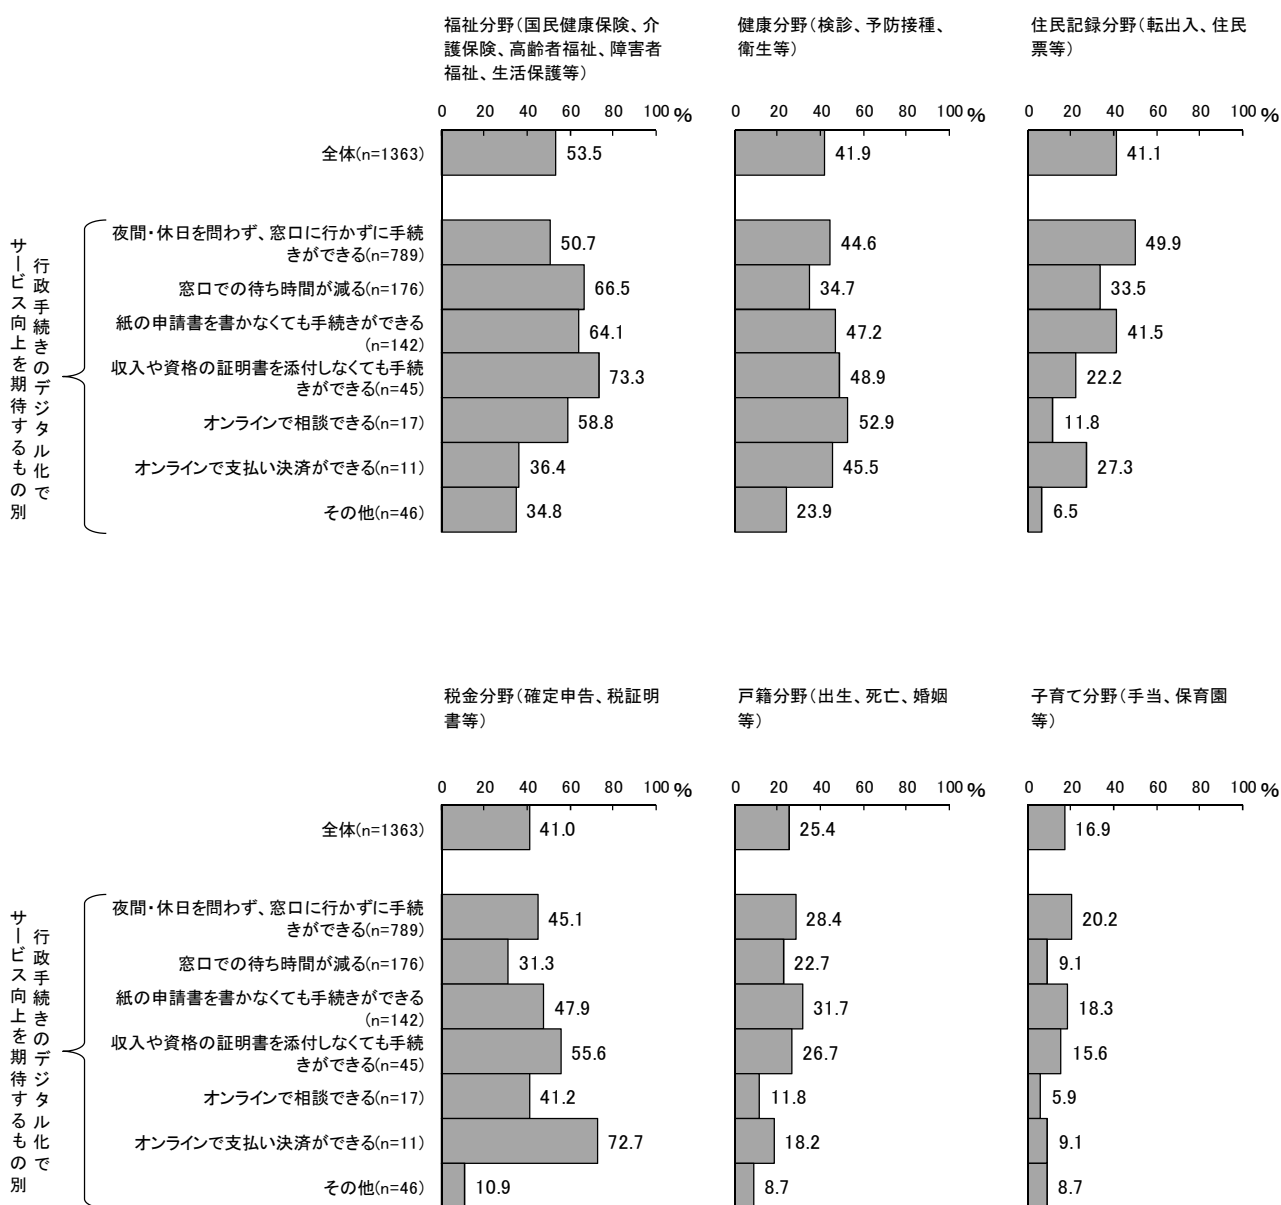 福祉分野(国民健康保険、介
護保険、高齢者福祉、障害者
福祉、生活保護等)
健康分野(検診、予防接種、
衛生等)
住民記録分野(転出入、住民
票等)
0 20 40 60 80 100 %
0 20 40 60 80 100 %
0 20 40 60 80 100 %
全体(n=1363)
53.5
41.9
41.1
行政手続きのデジタル化で
サービス向上を期待するもの別
夜間・休日を問わず、窓口に行かずに手続
きができる(n=789)
50.7
44.6
49.9
窓口での待ち時間が減る(n=176)
66.5
34.7
33.5
紙の申請書を書かなくても手続きができる
(n=142)
64.1
47.2
41.5
収入や資格の証明書を添付しなくても手続
きができる(n=45)
73.3
48.9
22.2
オンラインで相談できる(n=17)
58.8
52.9
11.8
オンラインで支払い決済ができる(n=11)
36.4
45.5
27.3
その他(n=46)
34.8
23.9
6.5
税金分野(確定申告、税証明
書等)
戸籍分野(出生、死亡、婚姻
等)
子育て分野(手当、保育園
等)
0 20 40 60 80 100 %
0 20 40 60 80 100 %
0 20 40 60 80 100 %
全体(n=1363)
41.0
25.4
16.9
行政手続きのデジタル化で
サービス向上を期待するもの別
夜間・休日を問わず、窓口に行かずに手続
きができる(n=789)
45.1
28.4
20.2
窓口での待ち時間が減る(n=176)
31.3
22.7
9.1
紙の申請書を書かなくても手続きができる
(n=142)
47.9
31.7
18.3
収入や資格の証明書を添付しなくても手続
きができる(n=45)
55.6
26.7
15.6
オンラインで相談できる(n=17)
41.2
11.8
5.9
オンラインで支払い決済ができる(n=11)
72.7
18.2
9.1
その他(n=46)
10.9
8.7
8.7